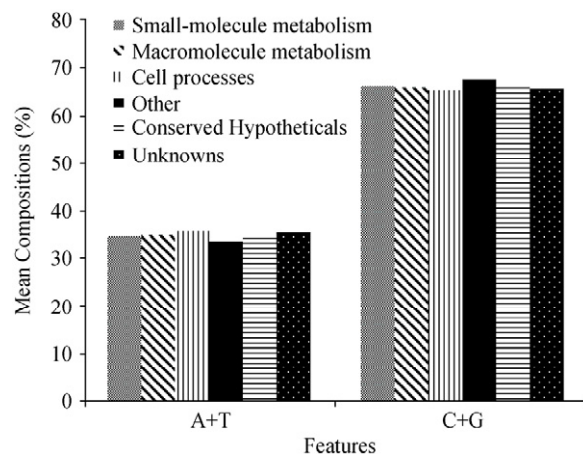 80
70
60
50
40
30
20
10
0
Mean Compositions (%)
Small-molecule metabolism
Macromolecule metabolism
Cell processes
Other
Conserved Hypotheticals
Unknowns
A+T
C+G
Features